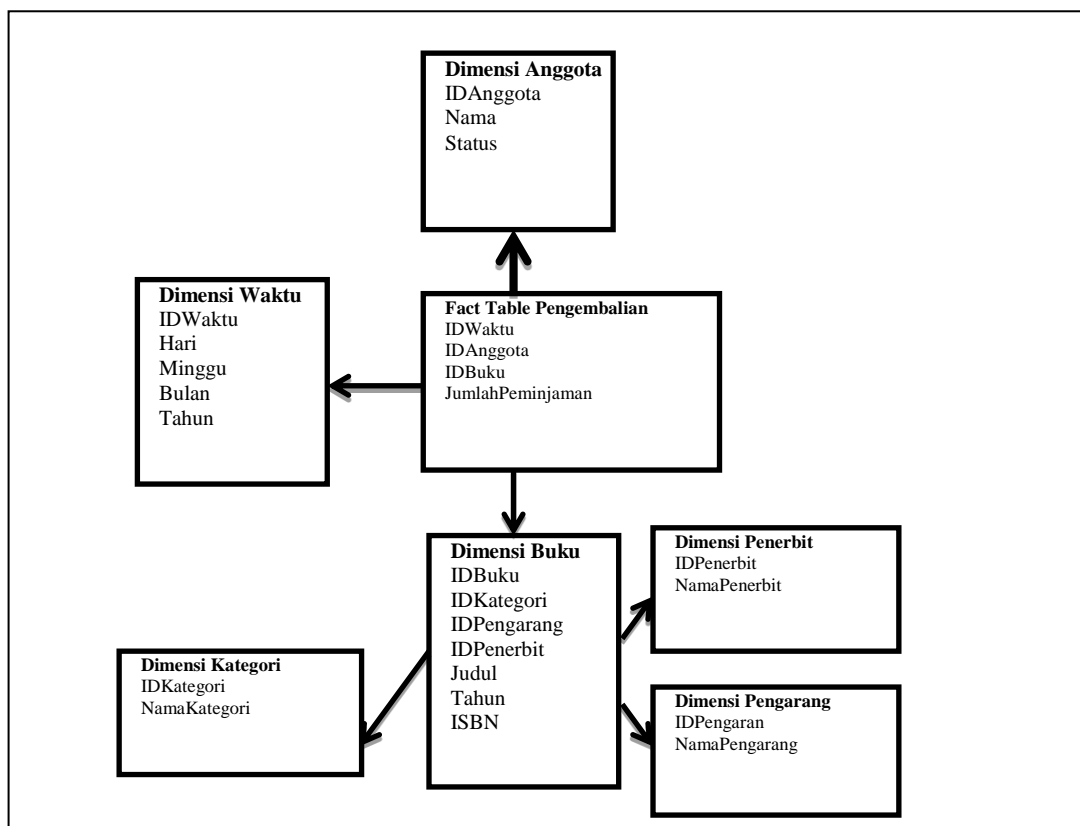 Dimensi Anggota
IDAnggota
Nama
Status
Dimensi Waktu
IDWaktu
Hari
Minggu
Bulan
Tahun
Fact Table Pengembalian
IDWaktu
IDAnggota
IDBuku
JumlahPeminjaman
Dimensi Buku
IDBuku
IDKategori
IDPengarang
IDPenerbit
Judul
Tahun
ISBN
Dimensi Penerbit
IDPenerbit
NamaPenerbit
Dimensi Kategori
IDKategori
NamaKategori
Dimensi Pengarang
IDPengaran
NamaPengarang